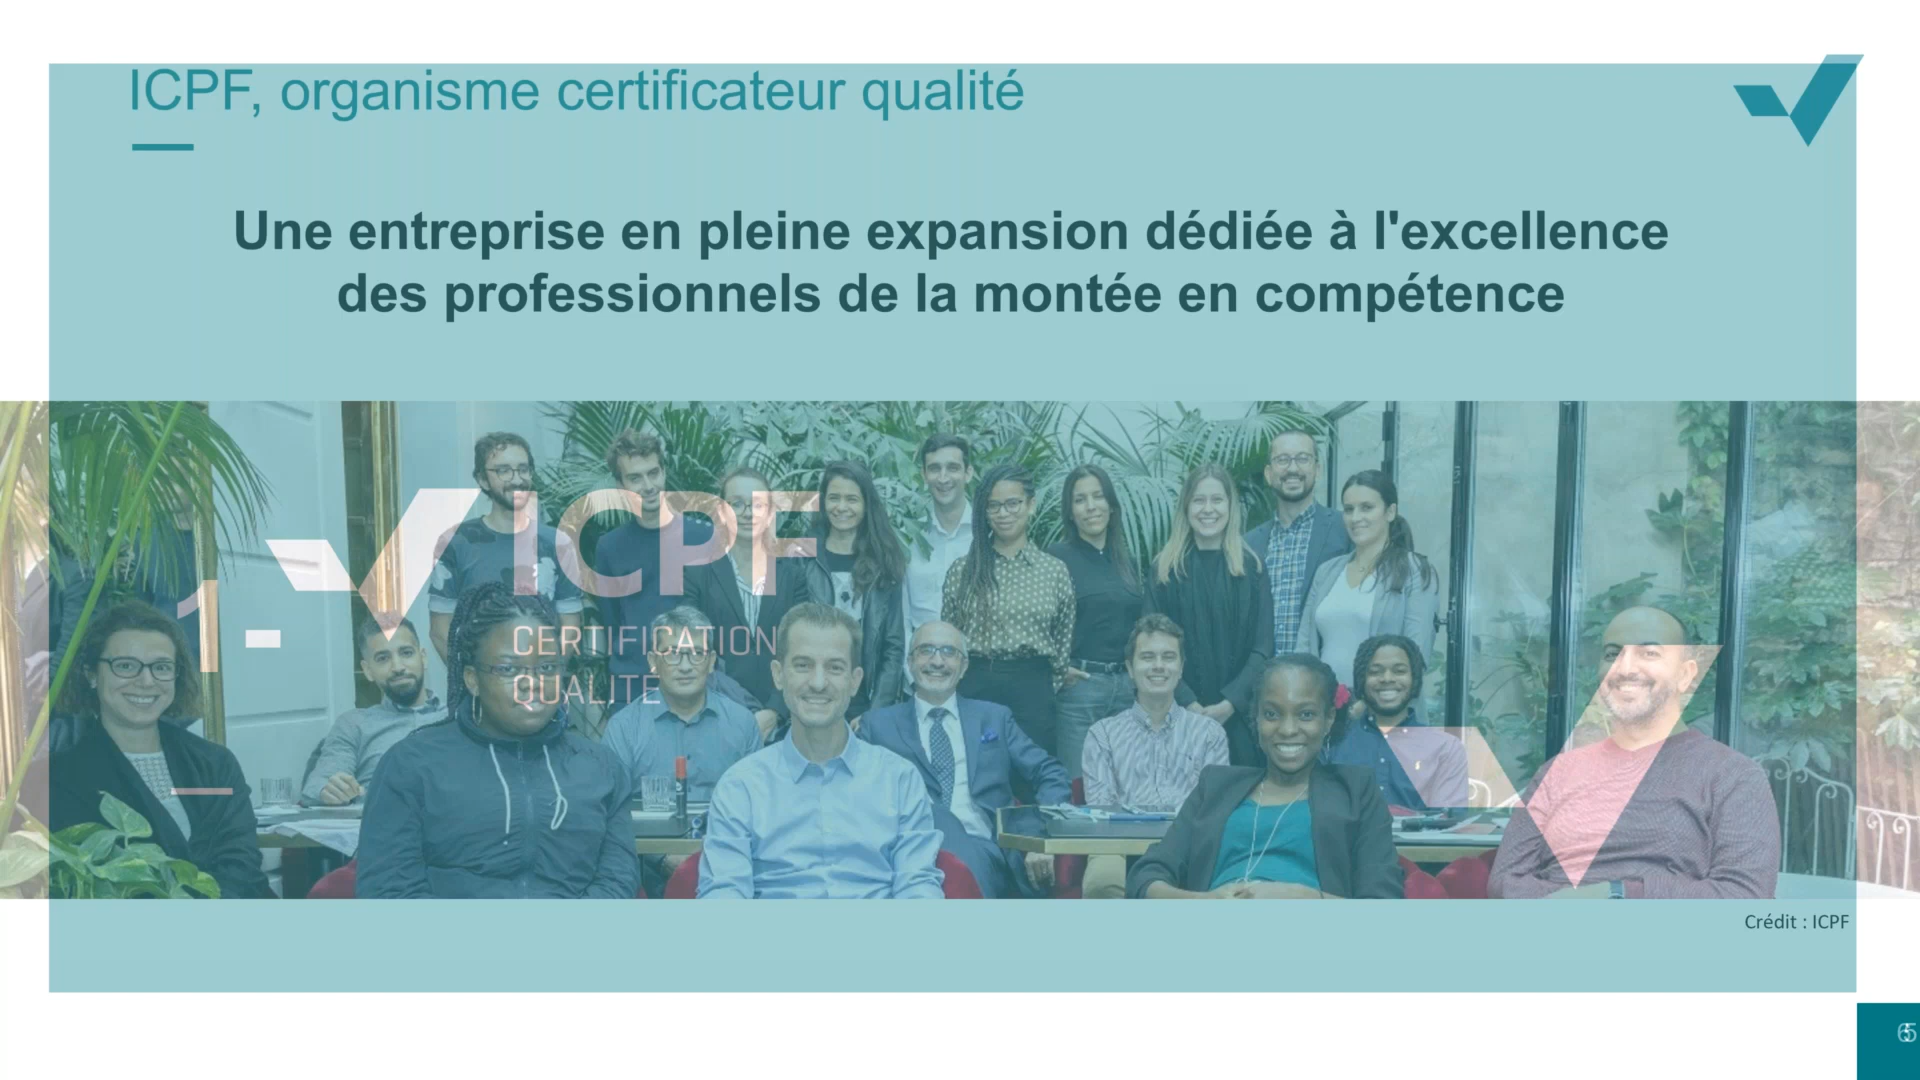 ICPF, organisme certificateur qualité
Une entreprise en pleine expansion dédiée à l'excellence
des professionnels de la montée en compétence
1-
ICPF
CERTIFICATION
QUALITÉ
Crédit : ICPF